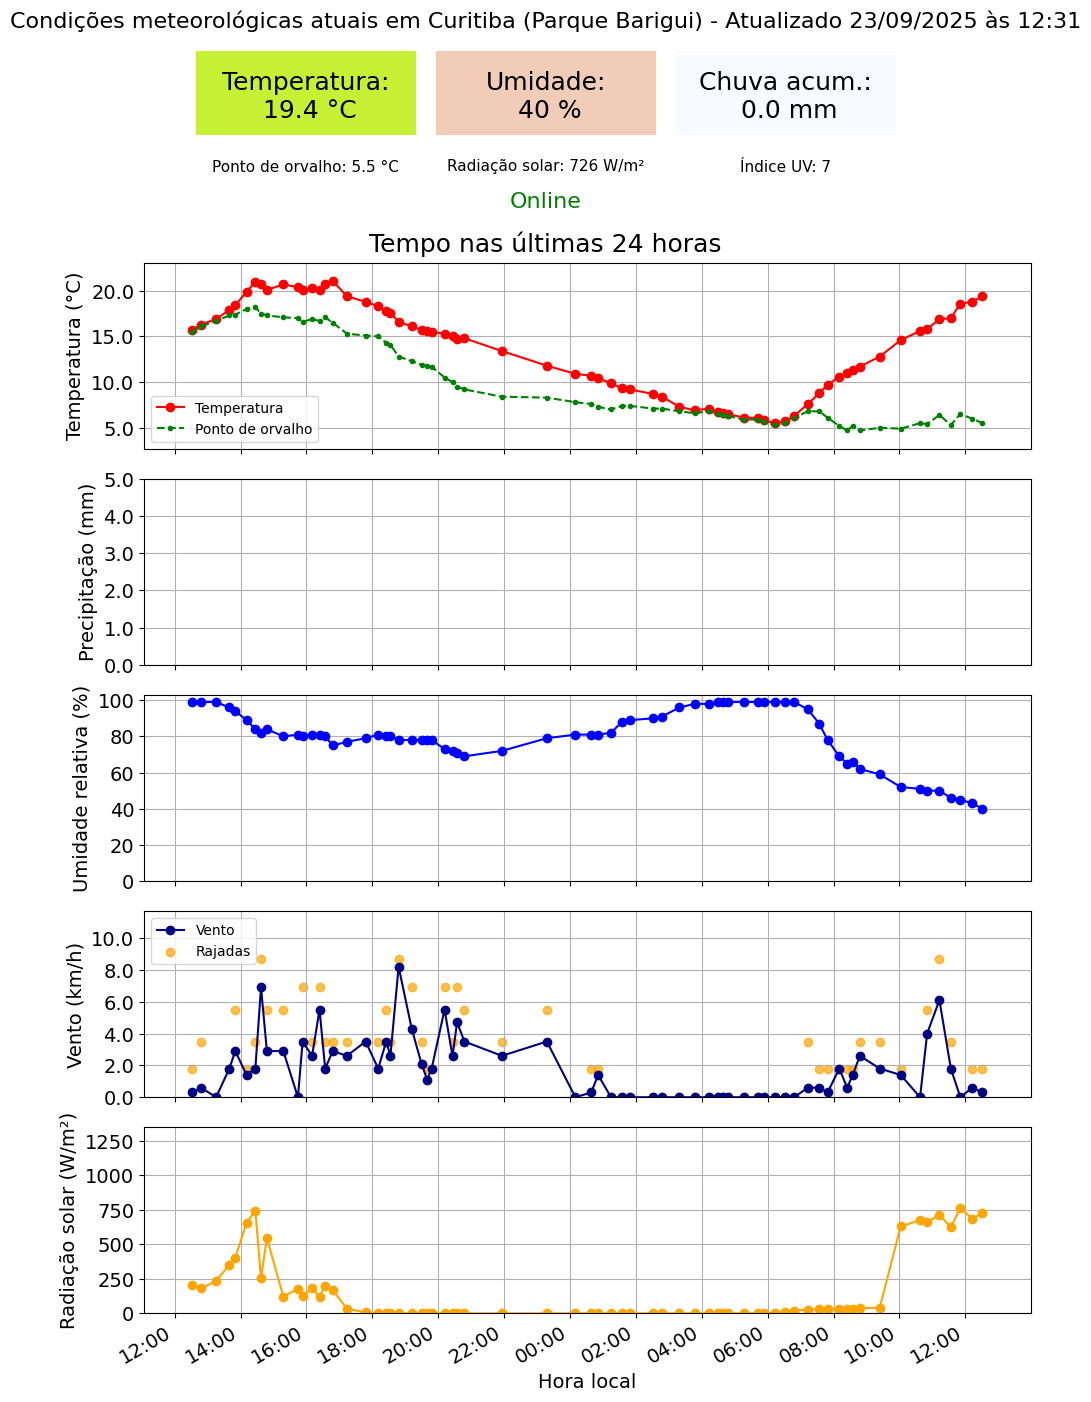 Condições meteorológicas atuais em Curitiba (Parque Barigui) - Atualizado 23/09/2025 às 12:31
Temperatura:
19.4 °C
Umidade:
40 %
Chuva acum.:
0.0 mm
Ponto de orvalho: 5.5 °C
Radiação solar: 726 W/m²
Índice UV: 7
Online
Tempo nas últimas 24 horas
Temperatura (°C)
20.0
15.0
10.0
5.0
Temperatura
Ponto de orvalho
Precipitação (mm)
5.0
4.0
3.0
2.0
1.0
0.0
Umidade relativa (%)
100
80
60
40
20
0
Vento (km/h)
10.0
8.0
6.0
4.0
2.0
0.0
Vento
Rajadas
Radiação solar (W/m²)
1250
1000
750
500
250
0
12:00
14:00
16:00
18:00
20:00
22:00
00:00
02:00
04:00
06:00
08:00
10:00
12:00
Hora local